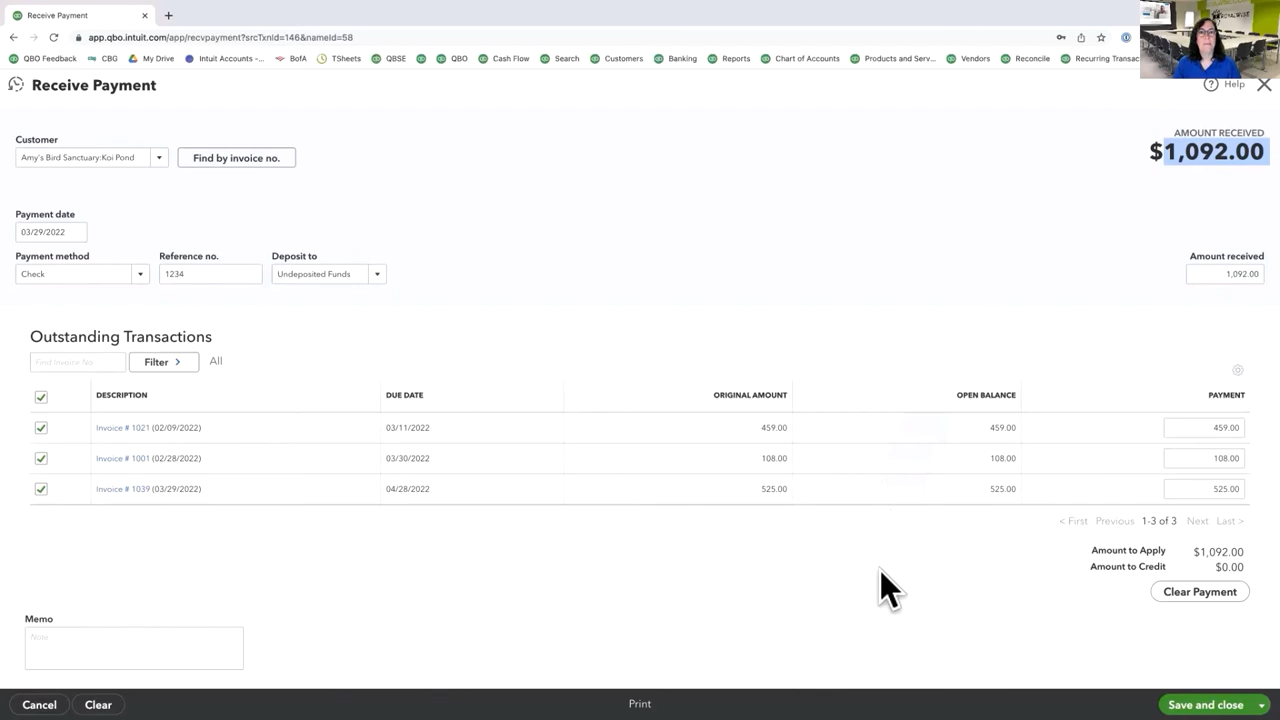 Receive Payment
app.qbo.intuit.com/app/recvpayment?srcTxnId=146&nameId=58
QBO Feedback CBG My Drive Intuit Accounts -... BofA TSheets QBSE QBO Cash Flow Search Customers Banking Reports Chart of Accounts Products and Serv... Vendors Reconcile Recurring Transac
Receive Payment
Help
Customer
Amy's Bird Sanctuary:Koi Pond
Find by invoice no.
AMOUNT RECEIVED
$1,092.00
Payment date
03/29/2022
Payment method Reference no. Deposit to Amount received
Check 1234 Undeposited Funds 1,092.00
Outstanding Transactions
Find Invoice No.
Filter >
All
DESCRIPTION DUE DATE ORIGINAL AMOUNT OPEN BALANCE PAYMENT
Invoice # 1021 (02/09/2022) 03/11/2022 459.00 459.00 459.00
Invoice # 1001 (02/28/2022) 03/30/2022 108.00 108.00 108.00
Invoice # 1039 (03/29/2022) 04/28/2022 525.00 525.00 525.00
< First Previous 1-3 of 3 Next Last >
Amount to Apply $1,092.00
Amount to Credit $0.00
Clear Payment
Memo
Note
Cancel Clear Print Save and close